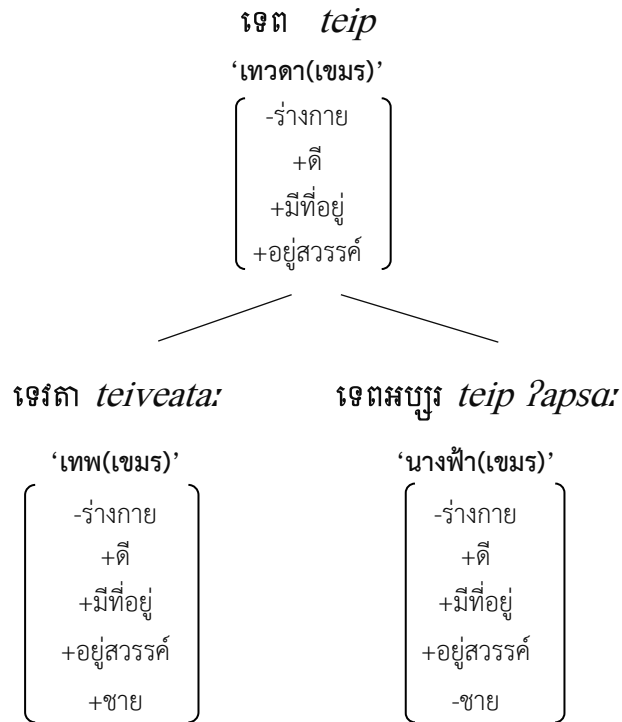 ទេព teip
‘เทวดา(เขมร)’
-ร่างกาย
+ดี
+มีที่อยู่
+อยู่สวรรค์
ទេវតា teiveataː ទេពអប្សរ teip ʔapsɑː
‘เทพ(เขมร)’ ‘นางฟ้า(เขมร)’
-ร่างกาย -ร่างกาย
+ดี +ดี
+มีที่อยู่ +มีที่อยู่
+อยู่สวรรค์ +อยู่สวรรค์
+ชาย -ชาย